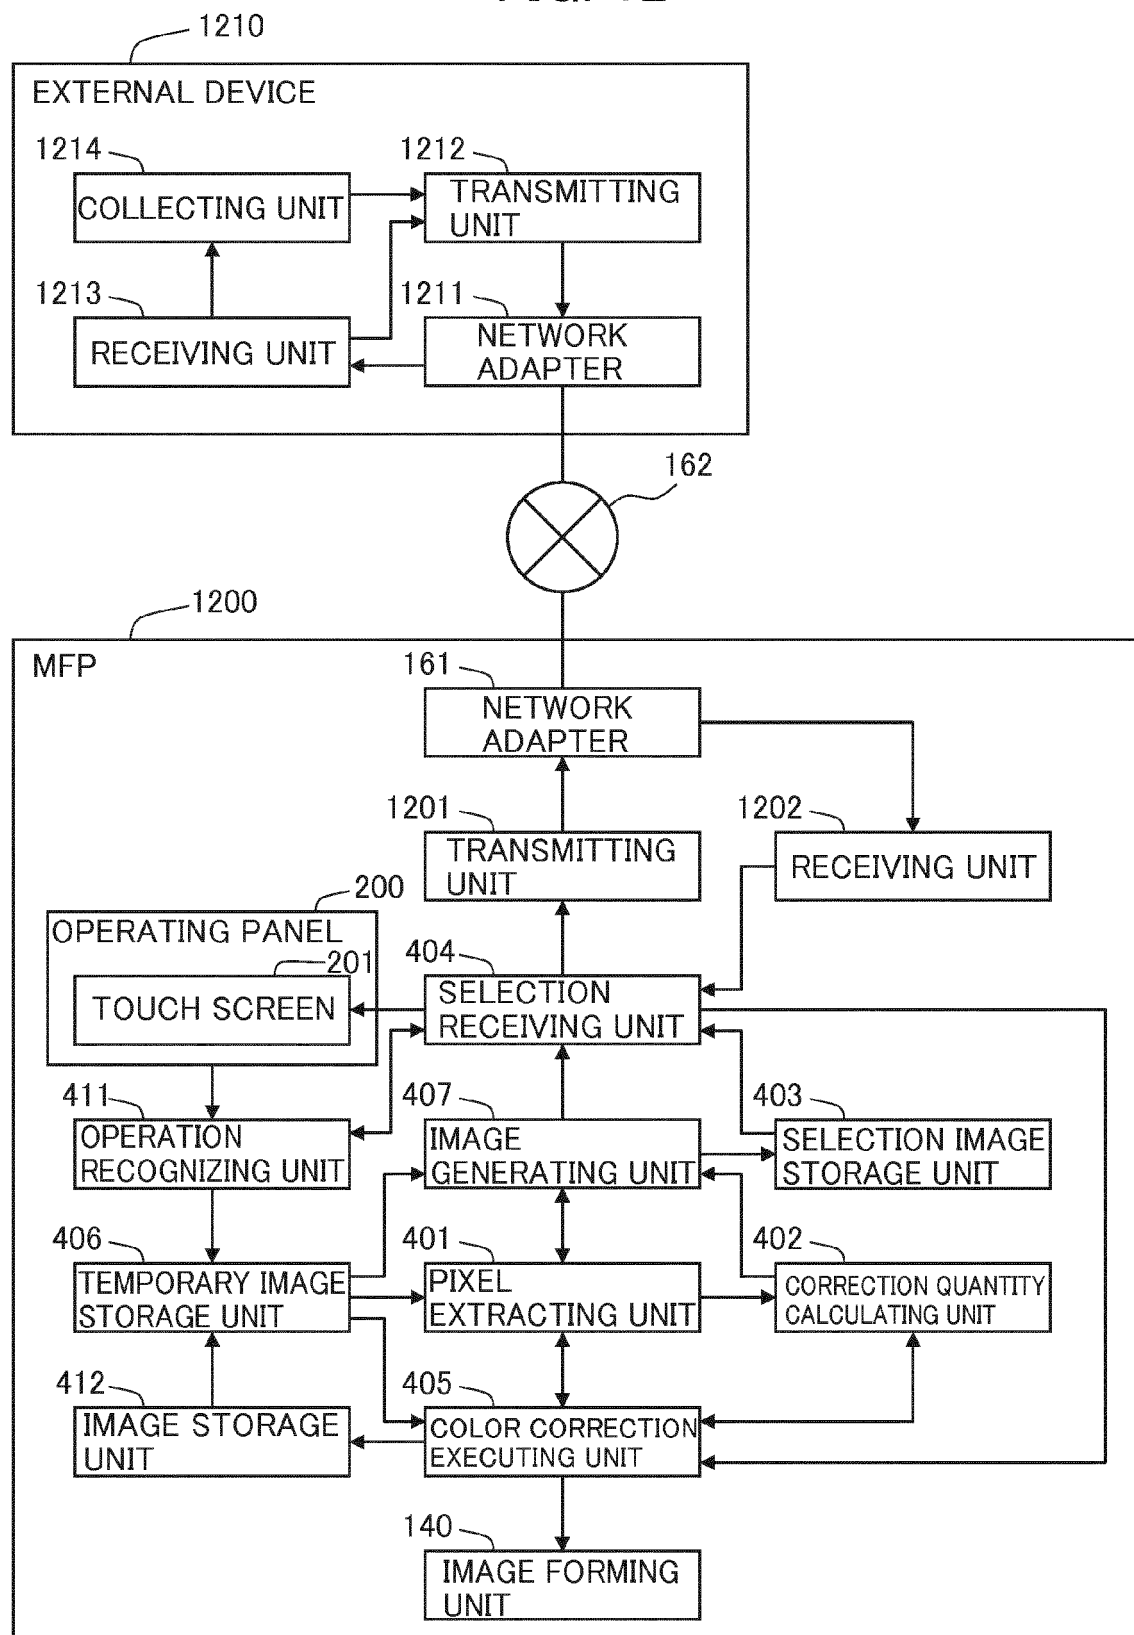 1210
EXTERNAL DEVICE
1214
1212
COLLECTING UNIT
TRANSMITTING
UNIT
1213
1211
RECEIVING UNIT
NETWORK
ADAPTER
162
1200
MFP
161
NETWORK
ADAPTER
1201
1202
TRANSMITTING
UNIT
RECEIVING UNIT
200
OPERATING PANEL
201
TOUCH SCREEN
404
SELECTION
RECEIVING UNIT
411
407
403
OPERATION
RECOGNIZING UNIT
IMAGE
GENERATING UNIT
SELECTION IMAGE
STORAGE UNIT
406
401
402
TEMPORARY IMAGE
STORAGE UNIT
PIXEL
EXTRACTING UNIT
CORRECTION QUANTITY
CALCULATING UNIT
412
405
IMAGE STORAGE
UNIT
COLOR CORRECTION
EXECUTING UNIT
140
IMAGE FORMING
UNIT